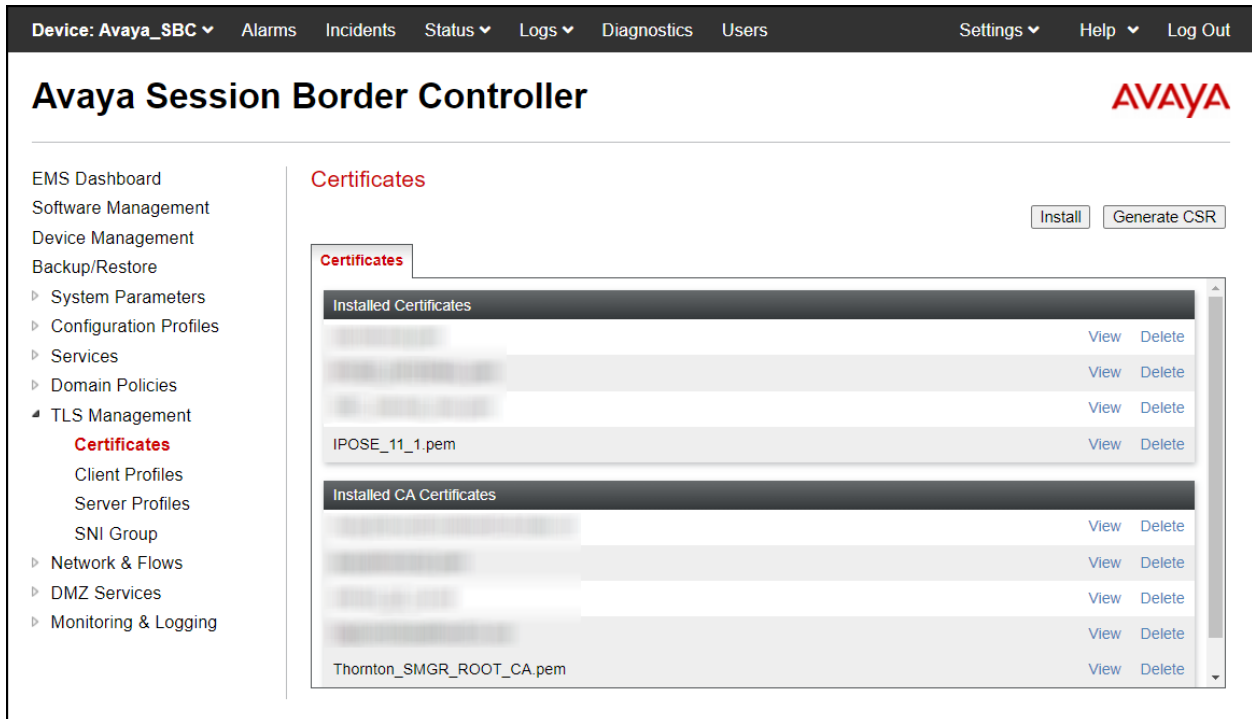 Device: Avaya_SBC Alarms Incidents Status Logs Diagnostics Users Settings Help Log Out
Avaya Session Border Controller
AVAYA
EMS Dashboard
Software Management
Device Management
Backup/Restore
System Parameters
Configuration Profiles
Services
Domain Policies
TLS Management
Certificates
Client Profiles
Server Profiles
SNI Group
Network & Flows
DMZ Services
Monitoring & Logging
Certificates
Install Generate CSR
Certificates
Installed Certificates
View Delete
View Delete
View Delete
IPOSE_11_1.pem View Delete
Installed CA Certificates
View Delete
View Delete
View Delete
View Delete
Thornton_SMGR_ROOT_CA.pem View Delete